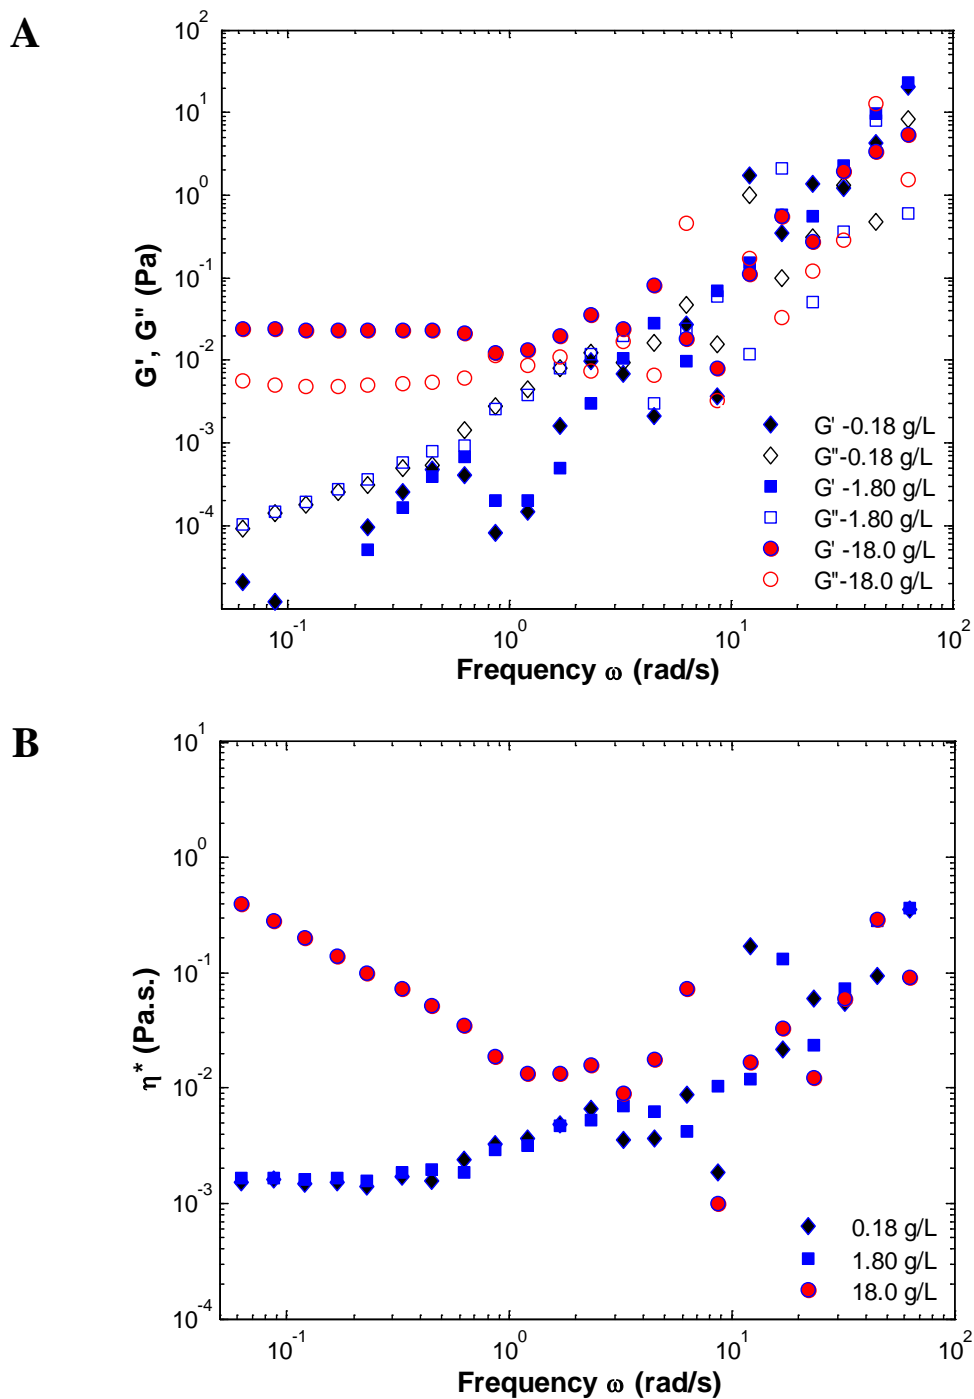 A
10^2
10^1
10^0
10^-1
10^-2
10^-3
10^-4
G', G" (Pa)
G' -0.18 g/L
G"-0.18 g/L
G' -1.80 g/L
G"-1.80 g/L
G' -18.0 g/L
G"-18.0 g/L
10^-1 10^0 10^1 10^2
Frequency ω (rad/s)
B
10^1
10^0
10^-1
10^-2
10^-3
10^-4
η* (Pa.s.)
0.18 g/L
1.80 g/L
18.0 g/L
10^-1 10^0 10^1 10^2
Frequency ω (rad/s)